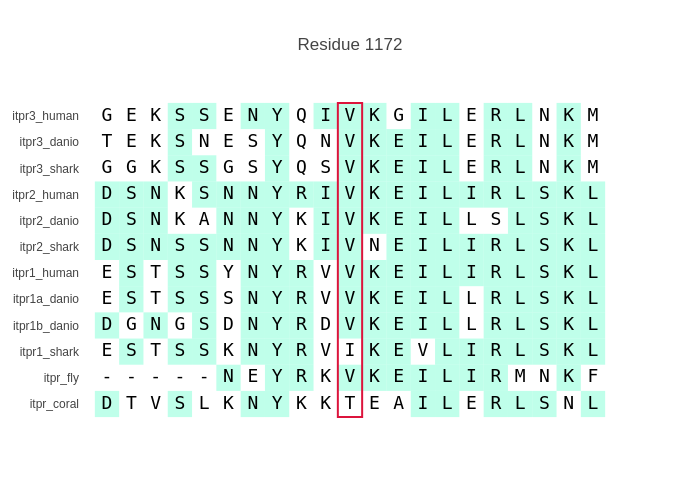 Residue 1172
itpr3_human G E K S S E N Y Q I V K G I L E R L N K M
itpr3_danio T E K S N E S Y Q N V K E I L E R L N K M
itpr3_shark G G K S S G S Y Q S V K E I L E R L N K M
itpr2_human D S N K S N N Y R I V K E I L I R L S K L
itpr2_danio D S N K A N N Y K I V K E I L L S L S K L
itpr2_shark D S N S S N N Y K I V N E I L I R L S K L
itpr1_human E S T S S Y N Y R V V K E I L I R L S K L
itpr1a_danio E S T S S S N Y R V V K E I L L R L S K L
itpr1b_danio D G N G S D N Y R D V K E I L L R L S K L
itpr1_shark E S T S S K N Y R V I K E V L I R L S K L
itpr_fly - - - - - N E Y R K V K E I L I R M N K F
itpr_coral D T V S L K N Y K K T E A I L E R L S N L